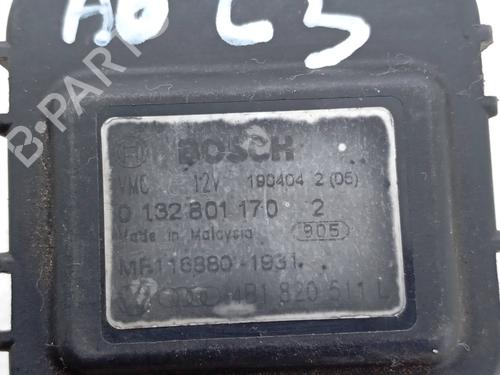 A6 C5
BOSCH
VMC 12V 190404 2 (06)
0 132 801 170 2
Made in Malaysia 905
MF116880-1931
4B1 820 511 L
B-PARTS